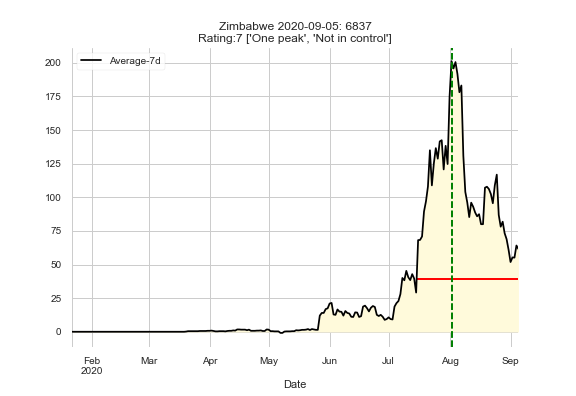 Zimbabwe 2020-09-05: 6837
Rating:7 ['One peak', 'Not in control']
Average-7d
200
175
150
125
100
75
50
25
0
Feb Mar Apr May Jun Jul Aug Sep
2020
Date